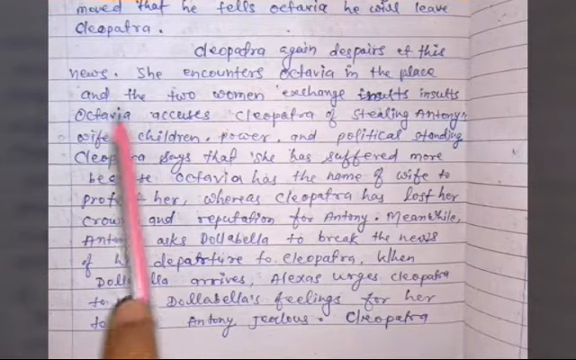 moved that he tells octavia he will leave
cleopatra.
cleopatra again despairs at this
news. She encounters Octavia in the place
and the two women exchange insults insults
Octavia accuses Cleopatra of Stealing Antony's
wife children, power, and political standing
Cleopatra says that she has suffered more
because octavia has the name of wife to
protect her, whereas Cleopatra has lost her
crown and reputation for Antony. Meanwhile,
Antony asks Dollabella to break the news
of his departure to cleopatra, When
Dollabella arrives, Alexas urges cleopatra
to Dollabella's feelings for her
to Antony jealous. Cleopatra